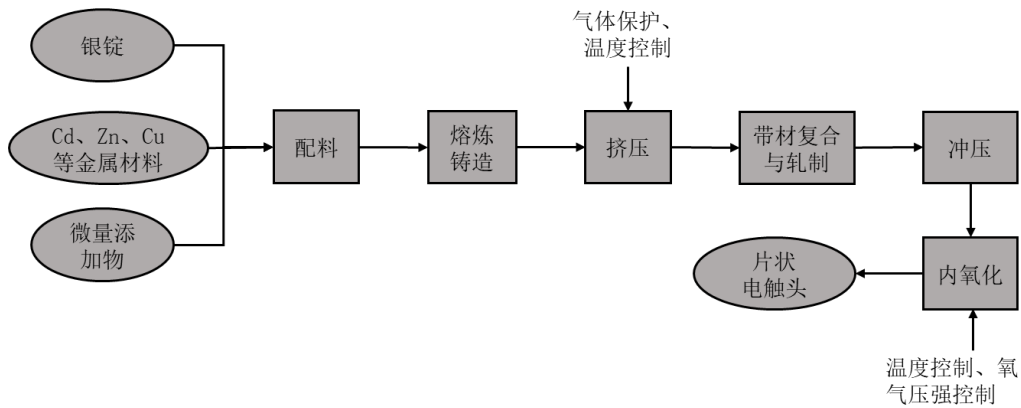 银锭
Cd、Zn、Cu
等金属材料
微量添
加物
配料
熔炼
铸造
气体保护、
温度控制
挤压
带材复合
与轧制
冲压
内氧化
温度控制、氧
气压强控制
片状
电触头